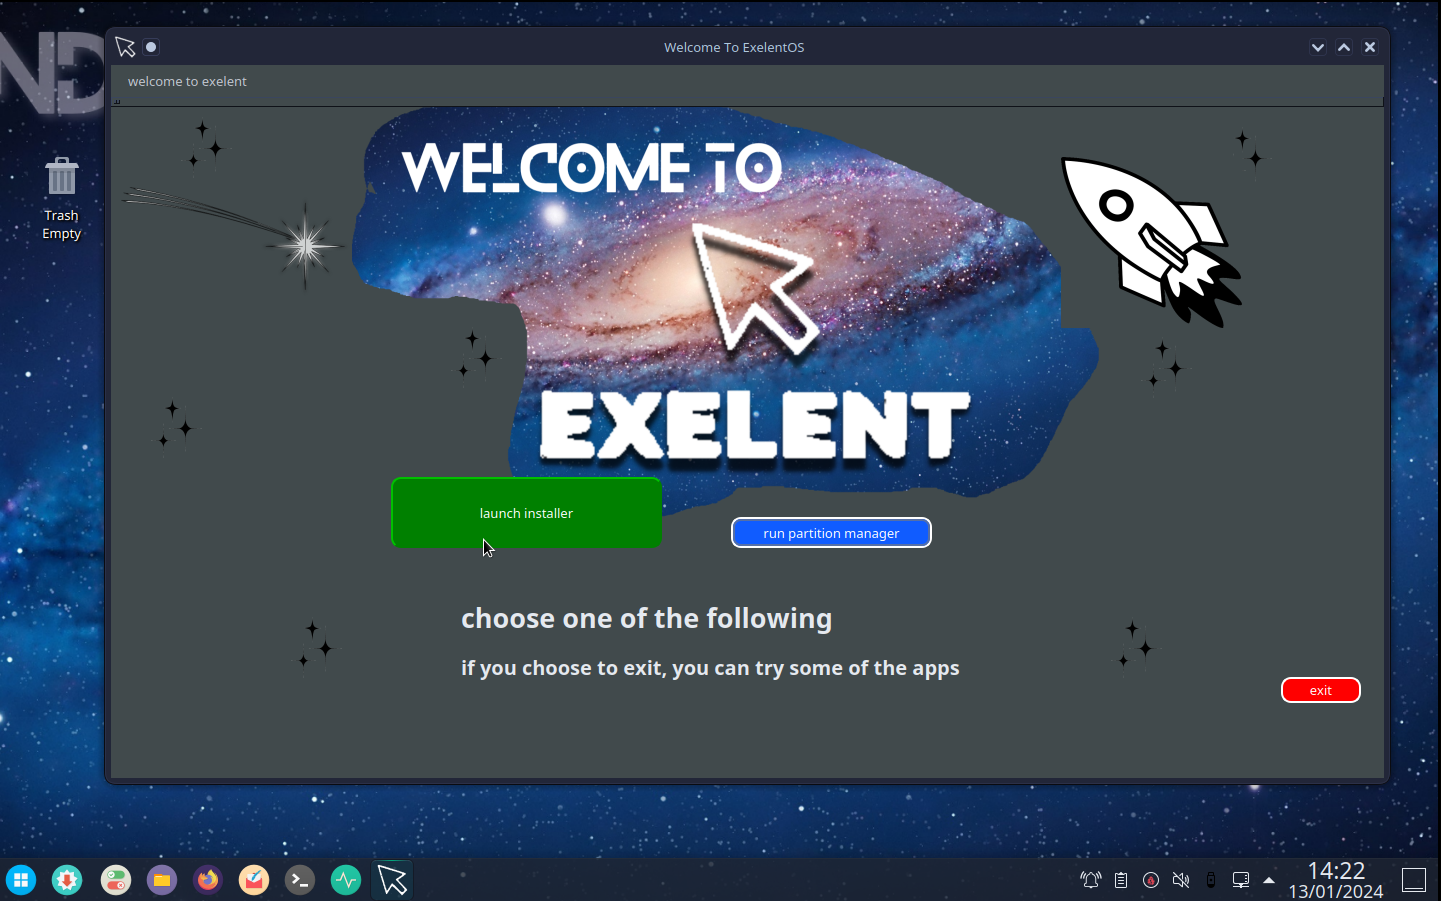 ND
Welcome To ExelentOS
welcome to exelent
Trash
Empty
WELCOME TO
EXELENT
launch installer
run partition manager
choose one of the following
if you choose to exit, you can try some of the apps
exit
14:22
13/01/2024